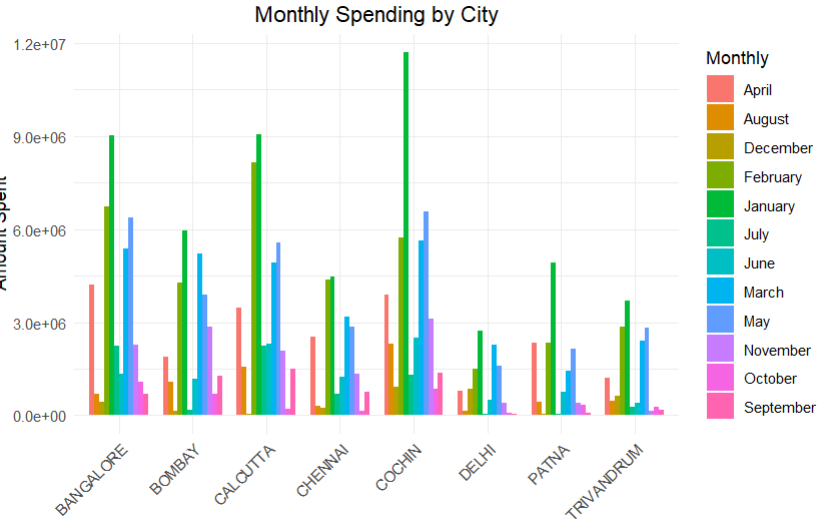 Monthly Spending by City
Amount Spent
1.2e+07
9.0e+06
6.0e+06
3.0e+06
0.0e+00
BANGALORE
BOMBAY
CALCUTTA
CHENNAI
COCHIN
DELHI
PATNA
TRIVANDRUM
Monthly
April
August
December
February
January
July
June
March
May
November
October
September